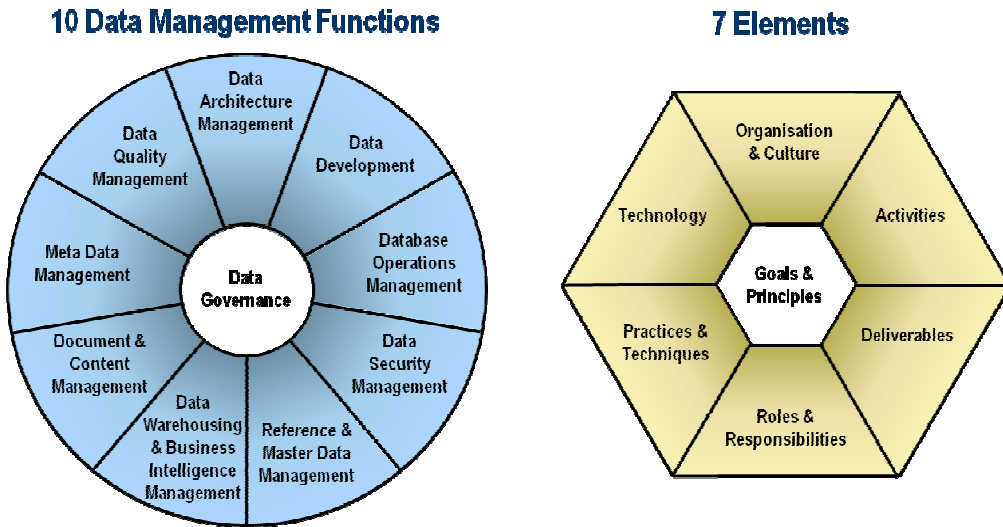 10 Data Management Functions
Data
Architecture
Management
Data
Development
Database
Operations
Management
Data
Security
Management
Reference &
Master Data
Management
Data
Warehousing
& Business
Intelligence
Management
Document &
Content
Management
Meta Data
Management
Data
Quality
Management
Data
Governance
7 Elements
Organisation
& Culture
Activities
Deliverables
Roles &
Responsibilities
Practices &
Techniques
Technology
Goals &
Principles